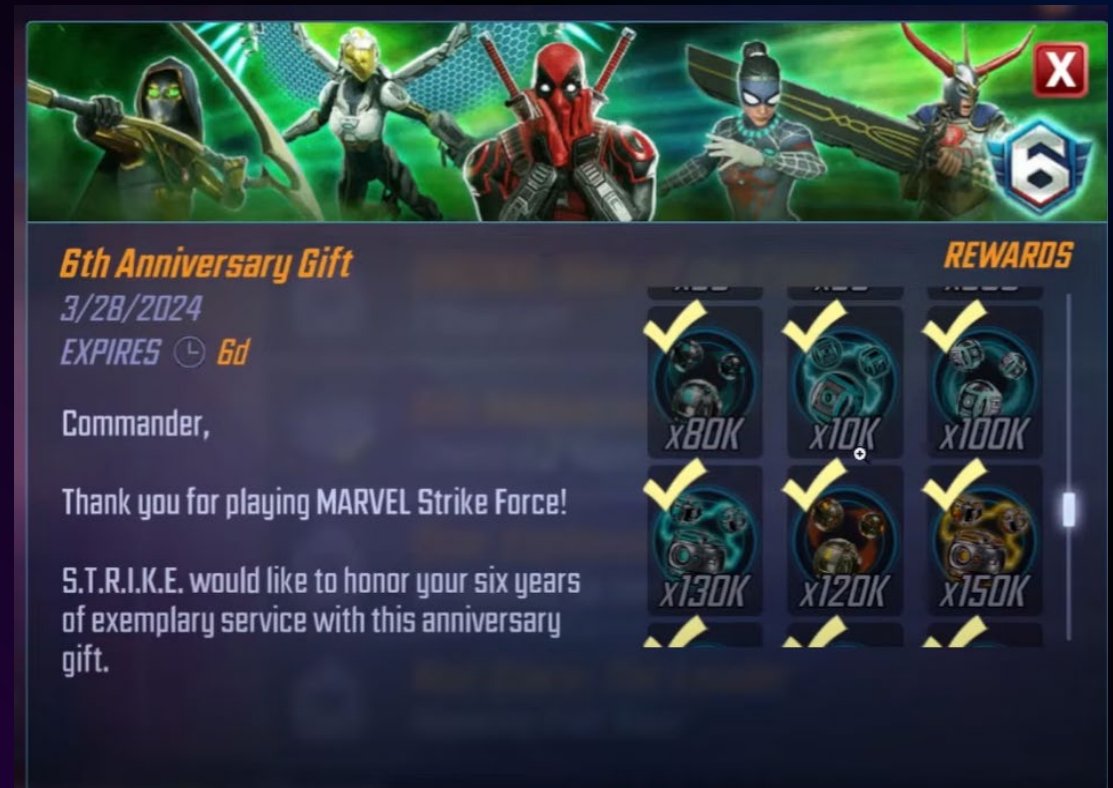 X
6
6th Anniversary Gift
REWARDS
3/28/2024
EXPIRES 6d
x80K x10K x100K
Commander,
Thank you for playing MARVEL Strike Force!
x130K x120K x150K
S.T.R.I.K.E. would like to honor your six years
of exemplary service with this anniversary
gift.